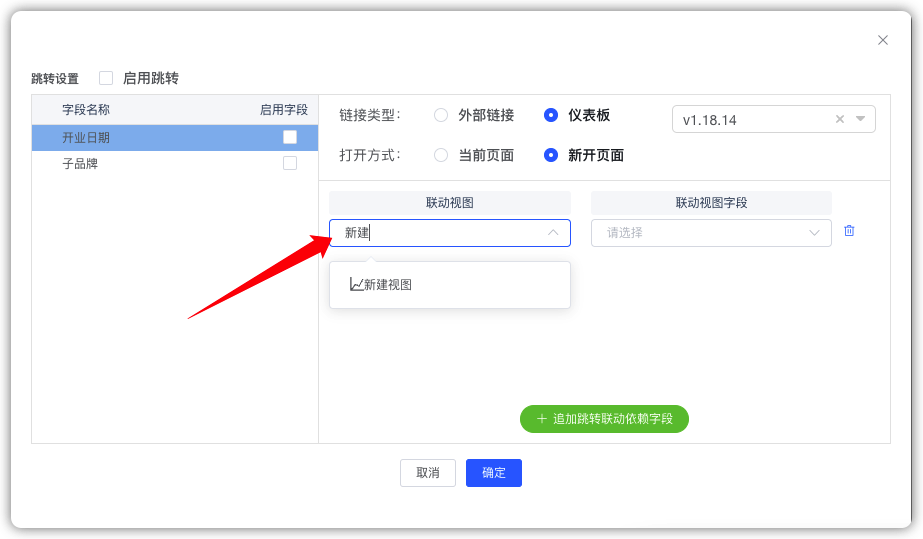 跳转设置 启用跳转
字段名称 启用字段
开业日期
子品牌
链接类型: 外部链接 仪表板 v1.18.14
打开方式: 当前页面 新开页面
联动视图 联动视图字段
新建 请选择
新建视图
追加跳转联动依赖字段
取消 确定